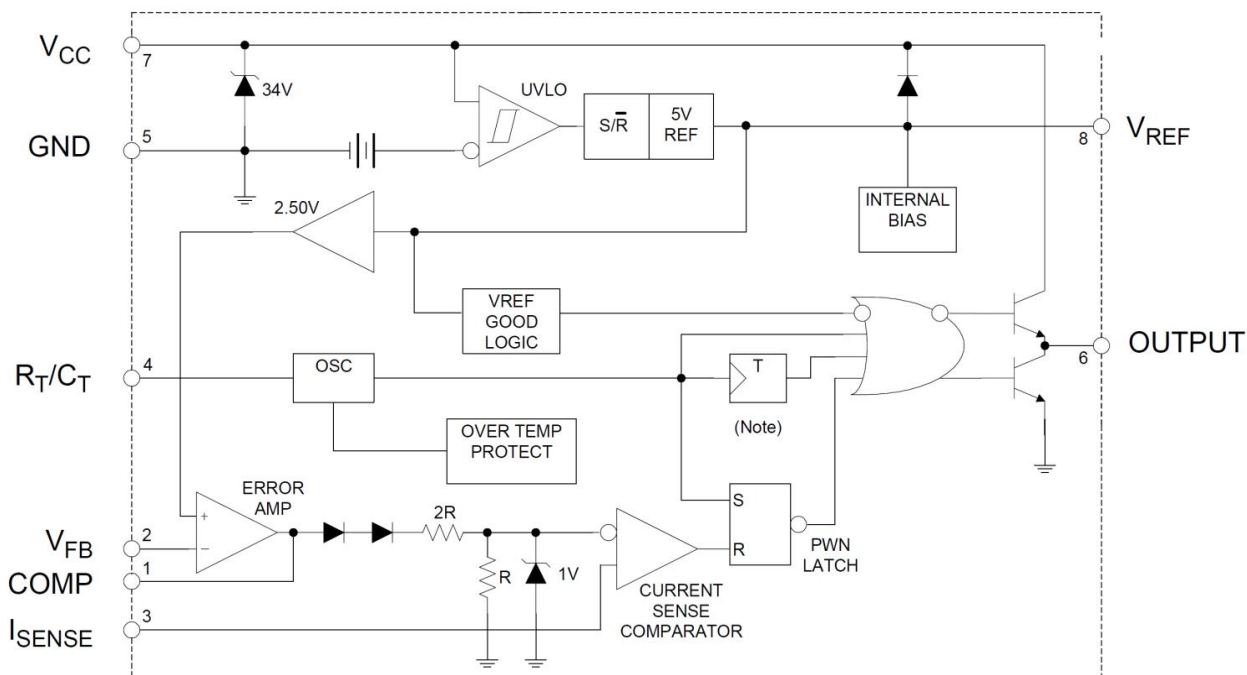 VCC
7
34V
UVLO
S/R̅
5V
REF
GND
5
8
VREF
2.50V
INTERNAL
BIAS
VREF
GOOD
LOGIC
RT/CT
4
OSC
T
(Note)
6
OUTPUT
OVER TEMP
PROTECT
ERROR
AMP
+
−
2R
S
R
PWN
LATCH
VFB
2
COMP
1
R
1V
CURRENT
SENSE
COMPARATOR
ISENSE
3